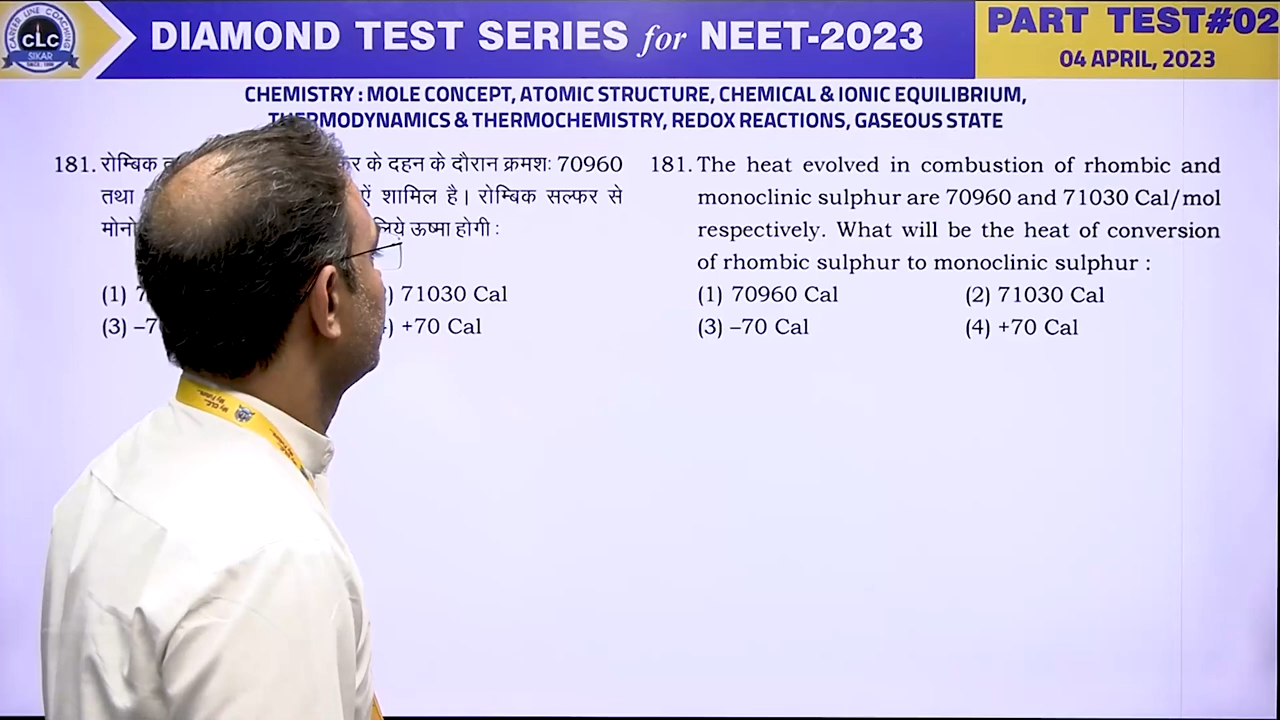 CAREER LINE COACHING
CLC
SIKAR
SINCE: 1996
DIAMOND TEST SERIES for NEET-2023
PART TEST#02
04 APRIL, 2023
CHEMISTRY : MOLE CONCEPT, ATOMIC STRUCTURE, CHEMICAL & IONIC EQUILIBRIUM,
THERMODYNAMICS & THERMOCHEMISTRY, REDOX REACTIONS, GASEOUS STATE
181. रोम्बिक के दहन के दौरान क्रमशः 70960
तथा शामिल है। रोम्बिक सल्फर से
लिये ऊष्मा होगी :
(1) 71030 Cal
(3) +70 Cal
181. The heat evolved in combustion of rhombic and
monoclinic sulphur are 70960 and 71030 Cal/mol
respectively. What will be the heat of conversion
of rhombic sulphur to monoclinic sulphur :
(1) 70960 Cal (2) 71030 Cal
(3) –70 Cal (4) +70 Cal